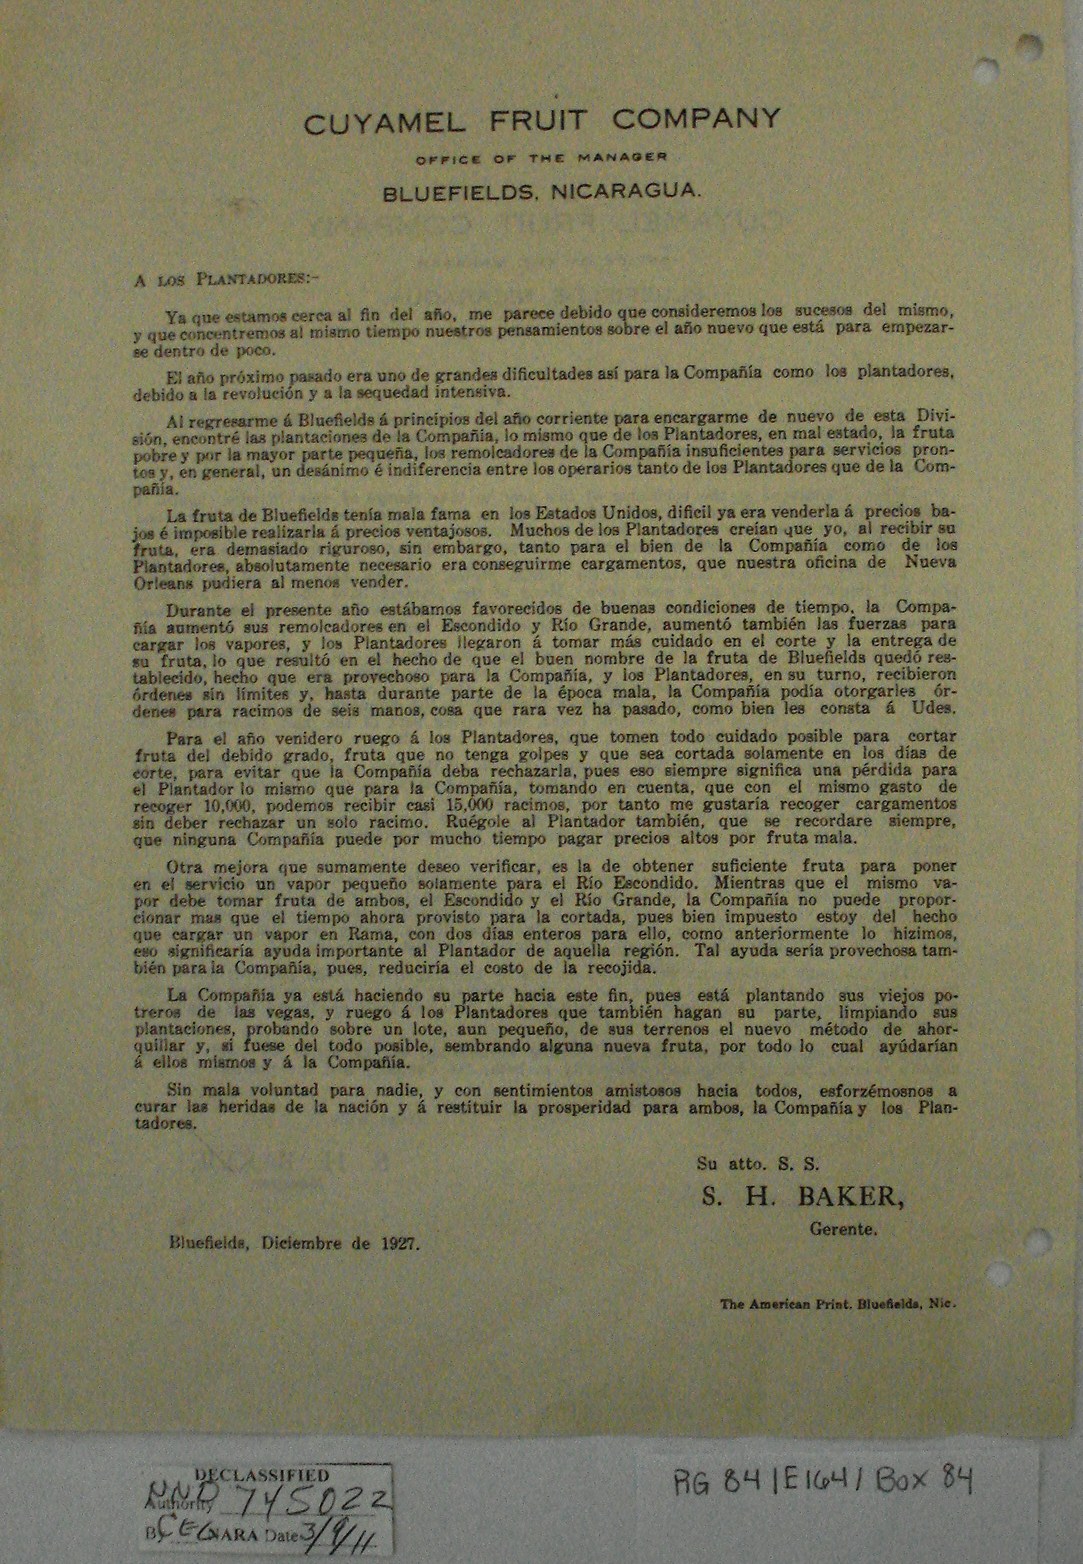 CUYAMEL FRUIT COMPANY
OFFICE OF THE MANAGER
BLUEFIELDS, NICARAGUA.
A LOS PLANTADORES:-
Ya que estamos cerca al fin del año, me parece debido que consideremos los sucesos del mismo,
y que concentremos al mismo tiempo nuestros pensamientos sobre el año nuevo que está para empezar-
se dentro de poco.
El año próximo pasado era uno de grandes dificultades así para la Compañía como los plantadores,
debido a la revolución y a la sequedad intensiva.
Al regresarme á Bluefields á principios del año corriente para encargarme de nuevo de esta Divi-
sión, encontré las plantaciones de la Compañia, lo mismo que de los Plantadores, en mal estado, la fruta
pobre y por la mayor parte pequeña, los remolcadores de la Compañía insuficientes para servicios pron-
tos y, en general, un desánimo é indiferencia entre los operarios tanto de los Plantadores que de la Com-
pañía.
La fruta de Bluefields tenía mala fama en los Estados Unidos, dificil ya era venderla á precios ba-
jos é imposible realizarla á precios ventajosos. Muchos de los Plantadores creían que yo, al recibir su
fruta, era demasiado riguroso, sin embargo, tanto para el bien de la Compañía como de los
Plantadores, absolutamente necesario era conseguirme cargamentos, que nuestra oficina de Nueva
Orleans pudiera al menos vender.
Durante el presente año estábamos favorecidos de buenas condiciones de tiempo, la Compa-
ñía aumentó sus remolcadores en el Escondido y Río Grande, aumentó también las fuerzas para
cargar los vapores, y los Plantadores llegaron á tomar más cuidado en el corte y la entrega de
su fruta, lo que resultó en el hecho de que el buen nombre de la fruta de Bluefields quedó res-
tablecido, hecho que era provechoso para la Compañía, y los Plantadores, en su turno, recibieron
órdenes sin límites y, hasta durante parte de la época mala, la Compañía podía otorgarles ór-
denes para racimos de seis manos, cosa que rara vez ha pasado, como bien les consta á Udes.
Para el año venidero ruego á los Plantadores, que tomen todo cuidado posible para cortar
fruta del debido grado, fruta que no tenga golpes y que sea cortada solamente en los días de
corte, para evitar que la Compañía deba rechazarla, pues eso siempre significa una pérdida para
el Plantador lo mismo que para la Compañía, tomando en cuenta, que con el mismo gasto de
recoger 10,000, podemos recibir casi 15,000 racimos, por tanto me gustaría recoger cargamentos
sin deber rechazar un solo racimo. Ruégole al Plantador también, que se recordare siempre,
que ninguna Compañía puede por mucho tiempo pagar precios altos por fruta mala.
Otra mejora que sumamente deseo verificar, es la de obtener suficiente fruta para poner
en el servicio un vapor pequeño solamente para el Río Escondido. Mientras que el mismo va-
por debe tomar fruta de ambos, el Escondido y el Río Grande, la Compañía no puede propor-
cionar mas que el tiempo ahora provisto para la cortada, pues bien impuesto estoy del hecho
que cargar un vapor en Rama, con dos días enteros para ello, como anteriormente lo hizimos,
eso significaría ayuda importante al Plantador de aquella región. Tal ayuda sería provechosa tam-
bién para la Compañía, pues, reduciría el costo de la recojida.
La Compañía ya está haciendo su parte hacia este fin, pues está plantando sus viejos po-
treros de las vegas, y ruego á los Plantadores que también hagan su parte, limpiando sus
plantaciones, probando sobre un lote, aun pequeño, de sus terrenos el nuevo método de ahor-
quillar y, si fuese del todo posible, sembrando alguna nueva fruta, por todo lo cual ayúdarían
á ellos mismos y á la Compañía.
Sin mala voluntad para nadie, y con sentimientos amistosos hacia todos, esforzémosnos a
curar las heridas de la nación y á restituir la prosperidad para ambos, la Compañía y los Plan-
tadores.
Su atto. S. S.
S. H. BAKER,
Gerente.
Bluefields, Diciembre de 1927.
The American Print. Bluefields, Nic.
DECLASSIFIED
Authority NND 745022
By NARA Date 3/9/11
RG 84 / E164 / Box 84